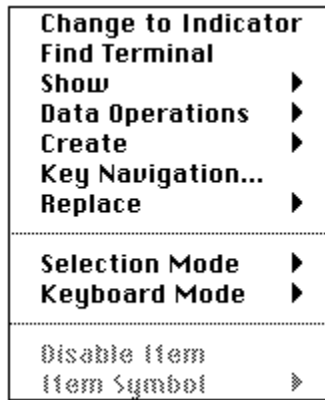 Change to Indicator
Find Terminal
Show
Data Operations
Create
Key Navigation...
Replace
Selection Mode
Keyboard Mode
Disable Item
Item Symbol